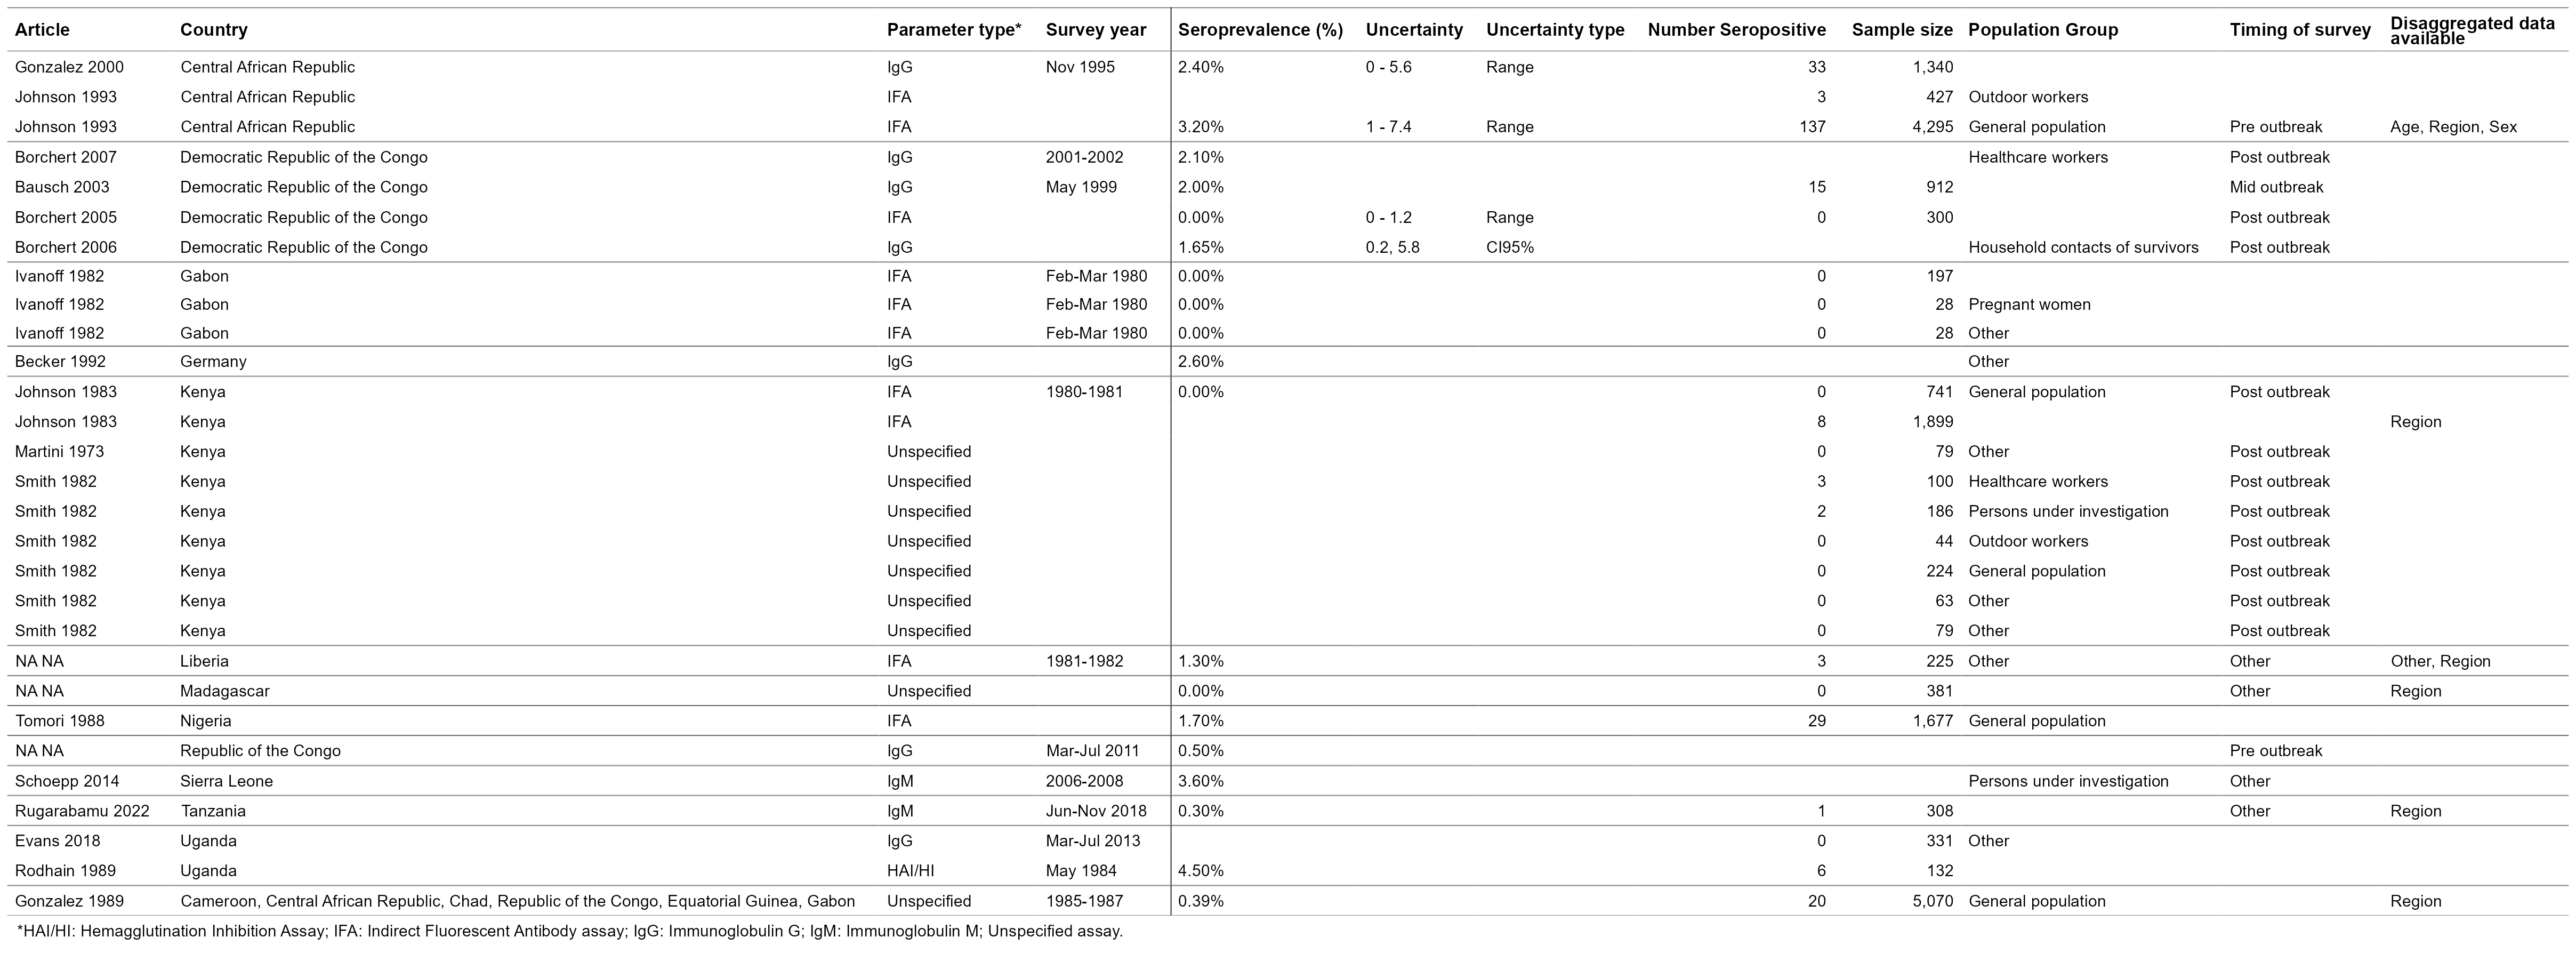 Article Country Parameter type* Survey year Seroprevalence (%) Uncertainty Uncertainty type Number Seropositive Sample size Population Group Timing of survey Disaggregated data available
Gonzalez 2000 Central African Republic IgG Nov 1995 2.40% 0 - 5.6 Range 33 1,340
Johnson 1993 Central African Republic IFA 3 427 Outdoor workers
Johnson 1993 Central African Republic IFA 3.20% 1 - 7.4 Range 137 4,295 General population Pre outbreak Age, Region, Sex
Borchert 2007 Democratic Republic of the Congo IgG 2001-2002 2.10% Healthcare workers Post outbreak
Bausch 2003 Democratic Republic of the Congo IgG May 1999 2.00% 15 912 Mid outbreak
Borchert 2005 Democratic Republic of the Congo IFA 0.00% 0 - 1.2 Range 0 300 Post outbreak
Borchert 2006 Democratic Republic of the Congo IgG 1.65% 0.2, 5.8 CI95% Household contacts of survivors Post outbreak
Ivanoff 1982 Gabon IFA Feb-Mar 1980 0.00% 0 197
Ivanoff 1982 Gabon IFA Feb-Mar 1980 0.00% 0 28 Pregnant women
Ivanoff 1982 Gabon IFA Feb-Mar 1980 0.00% 0 28 Other
Becker 1992 Germany IgG 2.60% Other
Johnson 1983 Kenya IFA 1980-1981 0.00% 0 741 General population Post outbreak
Johnson 1983 Kenya IFA 8 1,899 Region
Martini 1973 Kenya Unspecified 0 79 Other Post outbreak
Smith 1982 Kenya Unspecified 3 100 Healthcare workers Post outbreak
Smith 1982 Kenya Unspecified 2 186 Persons under investigation Post outbreak
Smith 1982 Kenya Unspecified 0 44 Outdoor workers Post outbreak
Smith 1982 Kenya Unspecified 0 224 General population Post outbreak
Smith 1982 Kenya Unspecified 0 63 Other Post outbreak
Smith 1982 Kenya Unspecified 0 79 Other Post outbreak
NA NA Liberia IFA 1981-1982 1.30% 3 225 Other Other Other, Region
NA NA Madagascar Unspecified 0.00% 0 381 Other Region
Tomori 1988 Nigeria IFA 1.70% 29 1,677 General population
NA NA Republic of the Congo IgG Mar-Jul 2011 0.50% Pre outbreak
Schoepp 2014 Sierra Leone IgM 2006-2008 3.60% Persons under investigation Other
Rugarabamu 2022 Tanzania IgM Jun-Nov 2018 0.30% 1 308 Other Region
Evans 2018 Uganda IgG Mar-Jul 2013 0 331 Other
Rodhain 1989 Uganda HAI/HI May 1984 4.50% 6 132
Gonzalez 1989 Cameroon, Central African Republic, Chad, Republic of the Congo, Equatorial Guinea, Gabon Unspecified 1985-1987 0.39% 20 5,070 General population Region
*HAI/HI: Hemagglutination Inhibition Assay; IFA: Indirect Fluorescent Antibody assay; IgG: Immunoglobulin G; IgM: Immunoglobulin M; Unspecified assay.